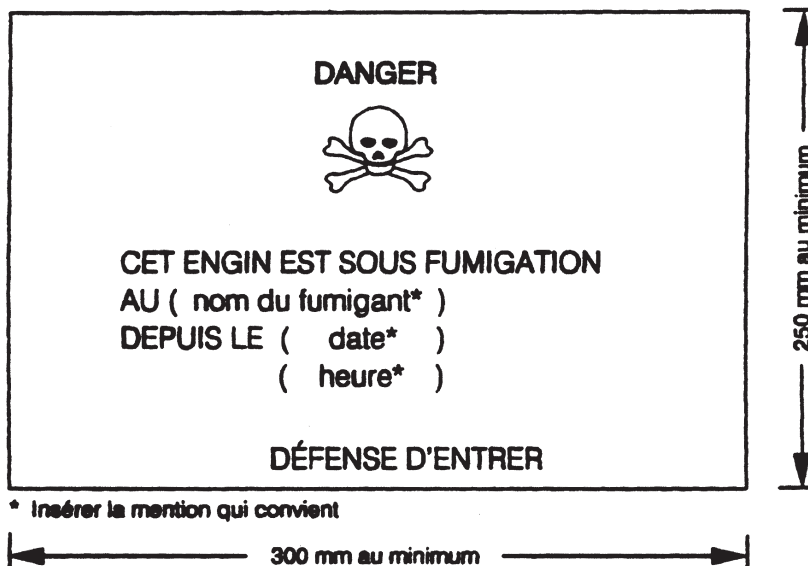 DANGER
CET ENGIN EST SOUS FUMIGATION
AU ( nom du fumigant* )
DEPUIS LE ( date* )
( heure* )
DÉFENSE D'ENTRER
* Insérer la mention qui convient
300 mm au minimum
250 mm au minimum